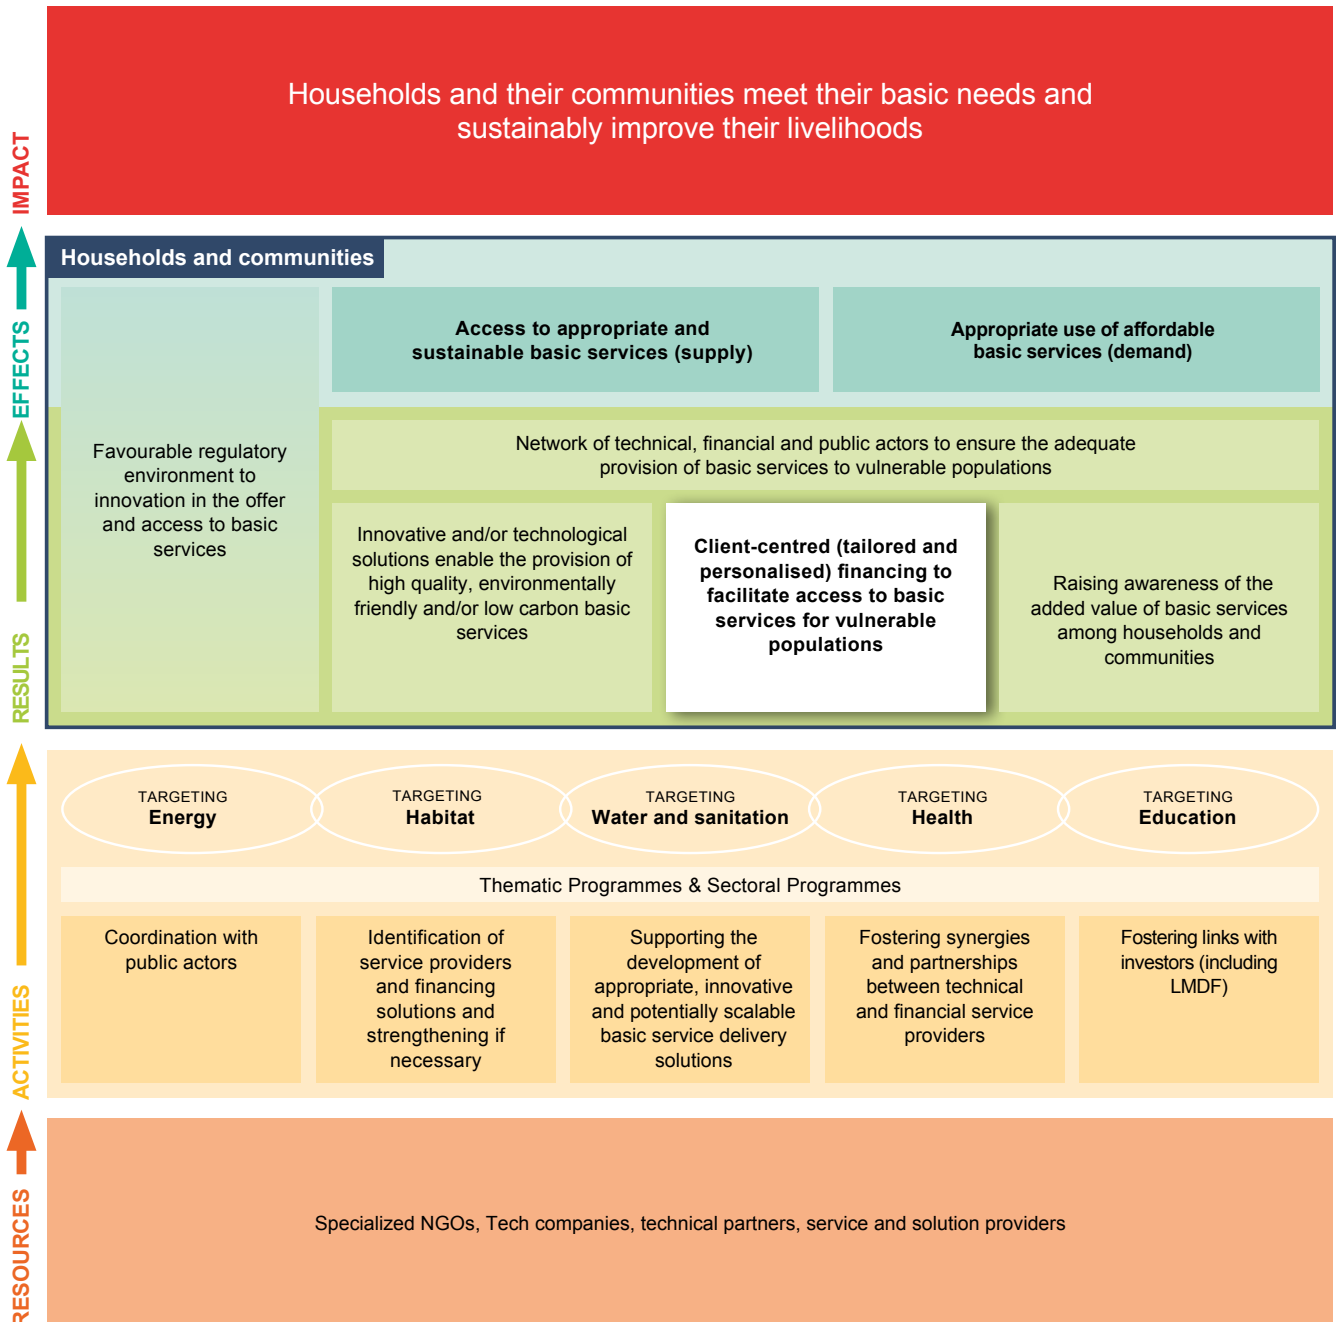 Households and their communities meet their basic needs and
sustainably improve their livelihoods
IMPACT
Households and communities
EFFECTS
Access to appropriate and
sustainable basic services (supply)
Appropriate use of affordable
basic services (demand)
Favourable regulatory
environment to
innovation in the offer
and access to basic
services
Network of technical, financial and public actors to ensure the adequate
provision of basic services to vulnerable populations
RESULTS
Innovative and/or technological
solutions enable the provision of
high quality, environmentally
friendly and/or low carbon basic
services
Client-centred (tailored and
personalised) financing to
facilitate access to basic
services for vulnerable
populations
Raising awareness of the
added value of basic services
among households and
communities
TARGETING
Energy
TARGETING
Habitat
TARGETING
Water and sanitation
TARGETING
Health
TARGETING
Education
Thematic Programmes & Sectoral Programmes
ACTIVITIES
Coordination with
public actors
Identification of
service providers
and financing
solutions and
strengthening if
necessary
Supporting the
development of
appropriate, innovative
and potentially scalable
basic service delivery
solutions
Fostering synergies
and partnerships
between technical
and financial service
providers
Fostering links with
investors (including
LMDF)
RESOURCES
Specialized NGOs, Tech companies, technical partners, service and solution providers